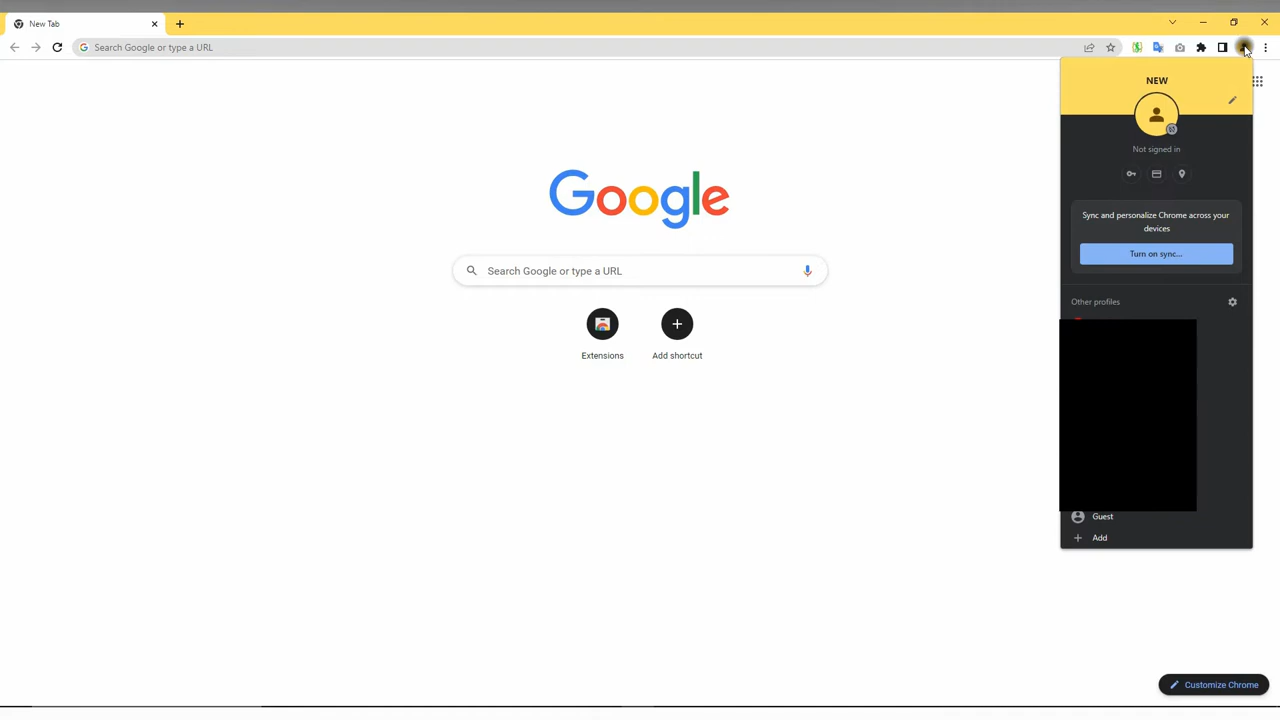 New Tab
Search Google or type a URL
NEW
Not signed in
Sync and personalize Chrome across your
devices
Turn on sync...
Other profiles
Guest
Add
Google
Search Google or type a URL
Extensions
Add shortcut
Customize Chrome